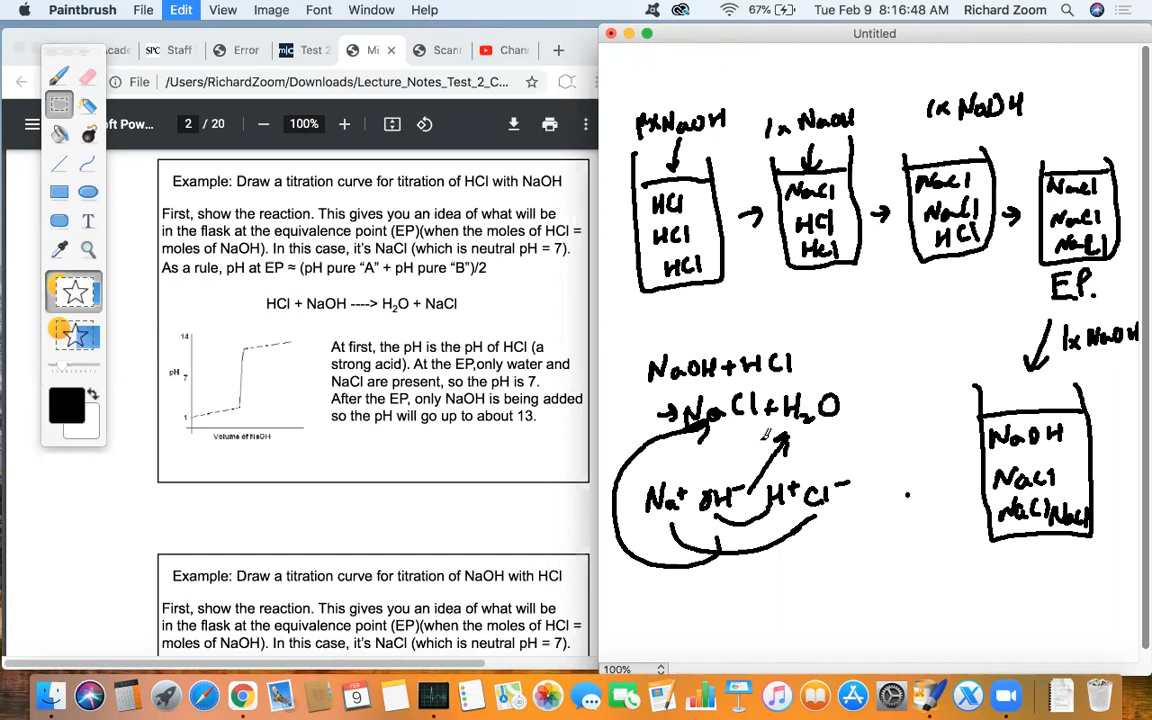 Paintbrush File Edit View Image Font Window Help 67% Tue Feb 9 8:16:48 AM Richard Zoom
Acade SPC Staff Error Test 2 Mi Scann Chann
File /Users/RichardZoom/Downloads/Lecture_Notes_Test_2_C...
oft Pow... 2 / 20 100%
Example: Draw a titration curve for titration of HCl with NaOH
First, show the reaction. This gives you an idea of what will be
in the flask at the equivalence point (EP)(when the moles of HCl =
moles of NaOH). In this case, it's NaCl (which is neutral pH = 7).
As a rule, pH at EP ≈ (pH pure “A” + pH pure “B”)/2
HCl + NaOH ----> H₂O + NaCl
14
pH
7
1
Volume of NaOH
At first, the pH is the pH of HCl (a
strong acid). At the EP,only water and
NaCl are present, so the pH is 7.
After the EP, only NaOH is being added
so the pH will go up to about 13.
Example: Draw a titration curve for titration of NaOH with HCl
First, show the reaction. This gives you an idea of what will be
in the flask at the equivalence point (EP)(when the moles of HCl =
moles of NaOH). In this case, it's NaCl (which is neutral pH = 7).
T
Untitled
1xNaOH
HCl
HCl
HCl
1x NaOH
NaCl
HCl
HCl
1x NaOH
NaCl
NaCl
HCl
NaCl
NaCl
NaCl
E.P.
1x NaOH
NaOH
NaCl
NaCl NaCl
NaOH+HCl
→NaCl+H₂O
Na⁺ OH⁻ H⁺ Cl⁻
100%
FEB
9